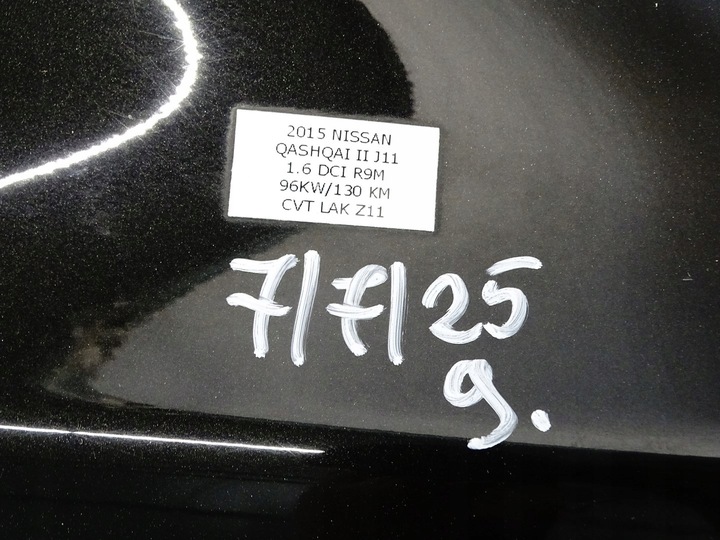 2015 NISSAN
QASHQAI II J11
1.6 DCI R9M
96KW/130 KM
CVT LAK Z11
7/7/25
9.